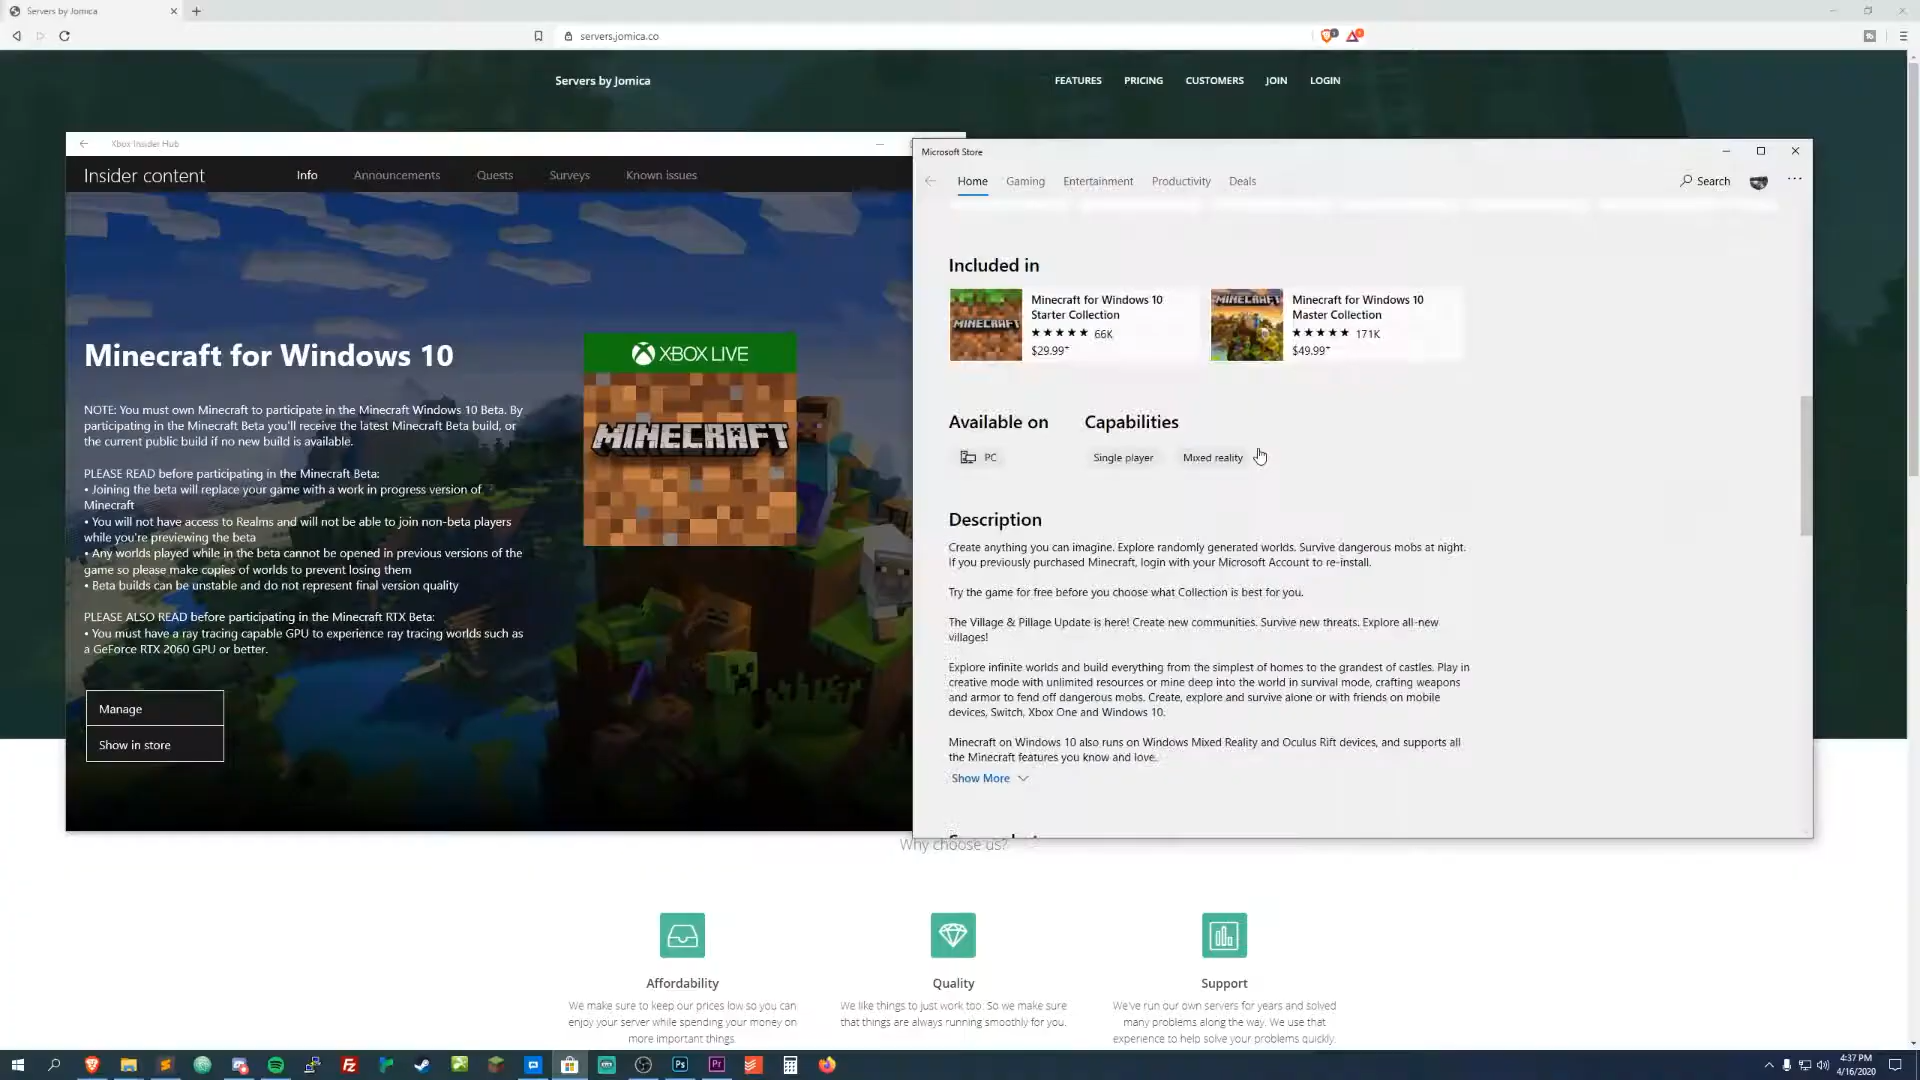 Servers by Jomica
servers.jomica.co
Servers by Jomica
FEATURES PRICING CUSTOMERS JOIN LOGIN
Xbox Insider Hub
Insider content Info Announcements Quests Surveys Known issues
Minecraft for Windows 10
NOTE: You must own Minecraft to participate in the Minecraft Windows 10 Beta. By
participating in the Minecraft Beta you'll receive the latest Minecraft Beta build, or
the current public build if no new build is available.
PLEASE READ before participating in the Minecraft Beta:
• Joining the beta will replace your game with a work in progress version of
Minecraft
• You will not have access to Realms and will not be able to join non-beta players
while you're previewing the beta
• Any worlds played while in the beta cannot be opened in previous versions of the
game so please make copies of worlds to prevent losing them
• Beta builds can be unstable and do not represent final version quality
PLEASE ALSO READ before participating in the Minecraft RTX Beta:
• You must have a ray tracing capable GPU to experience ray tracing worlds such as
a GeForce RTX 2060 GPU or better.
Manage
Show in store
XBOX LIVE
MINECRAFT
Microsoft Store
Home Gaming Entertainment Productivity Deals Search
Included in
MINECRAFT
Minecraft for Windows 10
Starter Collection
★★★★★ 66K
$29.99+
MINECRAFT
Minecraft for Windows 10
Master Collection
★★★★★ 171K
$49.99+
Available on Capabilities
PC Single player Mixed reality
Description
Create anything you can imagine. Explore randomly generated worlds. Survive dangerous mobs at night.
If you previously purchased Minecraft, login with your Microsoft Account to re-install.
Try the game for free before you choose what Collection is best for you.
The Village & Pillage Update is here! Create new communities. Survive new threats. Explore all-new
villages!
Explore infinite worlds and build everything from the simplest of homes to the grandest of castles. Play in
creative mode with unlimited resources or mine deep into the world in survival mode, crafting weapons
and armor to fend off dangerous mobs. Create, explore and survive alone or with friends on mobile
devices, Switch, Xbox One and Windows 10.
Minecraft on Windows 10 also runs on Windows Mixed Reality and Oculus Rift devices, and supports all
the Minecraft features you know and love.
Show More
Why choose us?
Affordability
We make sure to keep our prices low so you can
enjoy your server while spending your money on
more important things.
Quality
We like things to just work too. So we make sure
that things are always running smoothly for you.
Support
We've run our own servers for years and solved
many problems along the way. We use that
experience to help solve your problems quickly.
Ps
Pr
4:37 PM
4/16/2020